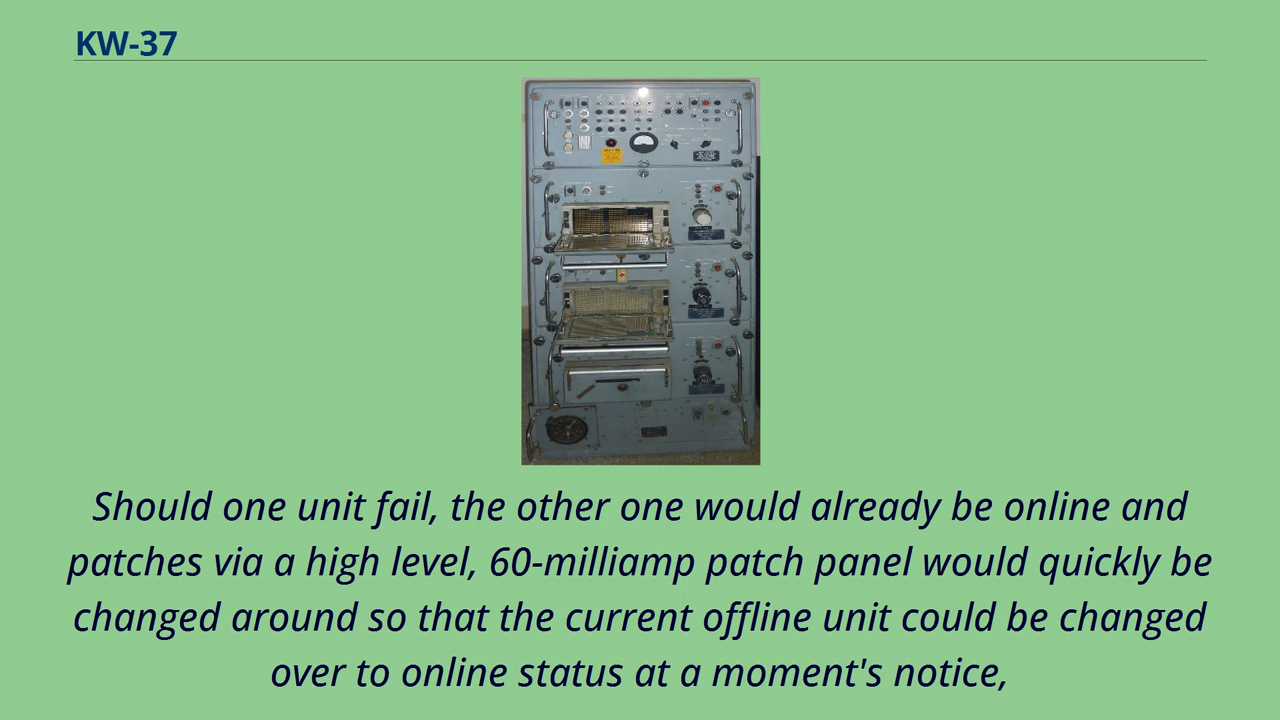 KW-37
Should one unit fail, the other one would already be online and
patches via a high level, 60-milliamp patch panel would quickly be
changed around so that the current offline unit could be changed
over to online status at a moment's notice,